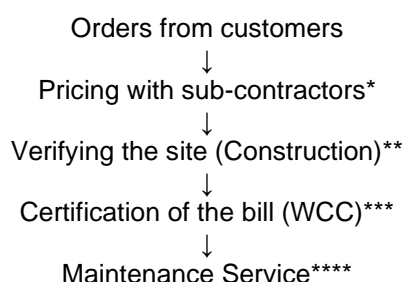 Orders from customers
↓
Pricing with sub-contractors*
↓
Verifying the site (Construction)**
↓
Certification of the bill (WCC)***
↓
Maintenance Service****